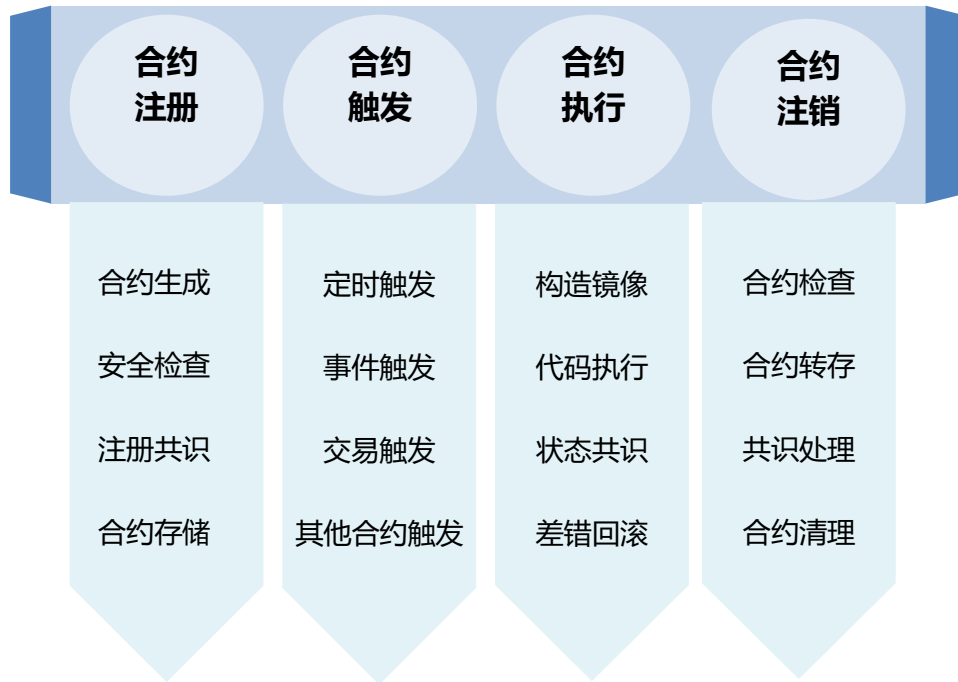 合约
注册
合约
触发
合约
执行
合约
注销
合约生成
安全检查
注册共识
合约存储
定时触发
事件触发
交易触发
其他合约触发
构造镜像
代码执行
状态共识
差错回滚
合约检查
合约转存
共识处理
合约清理